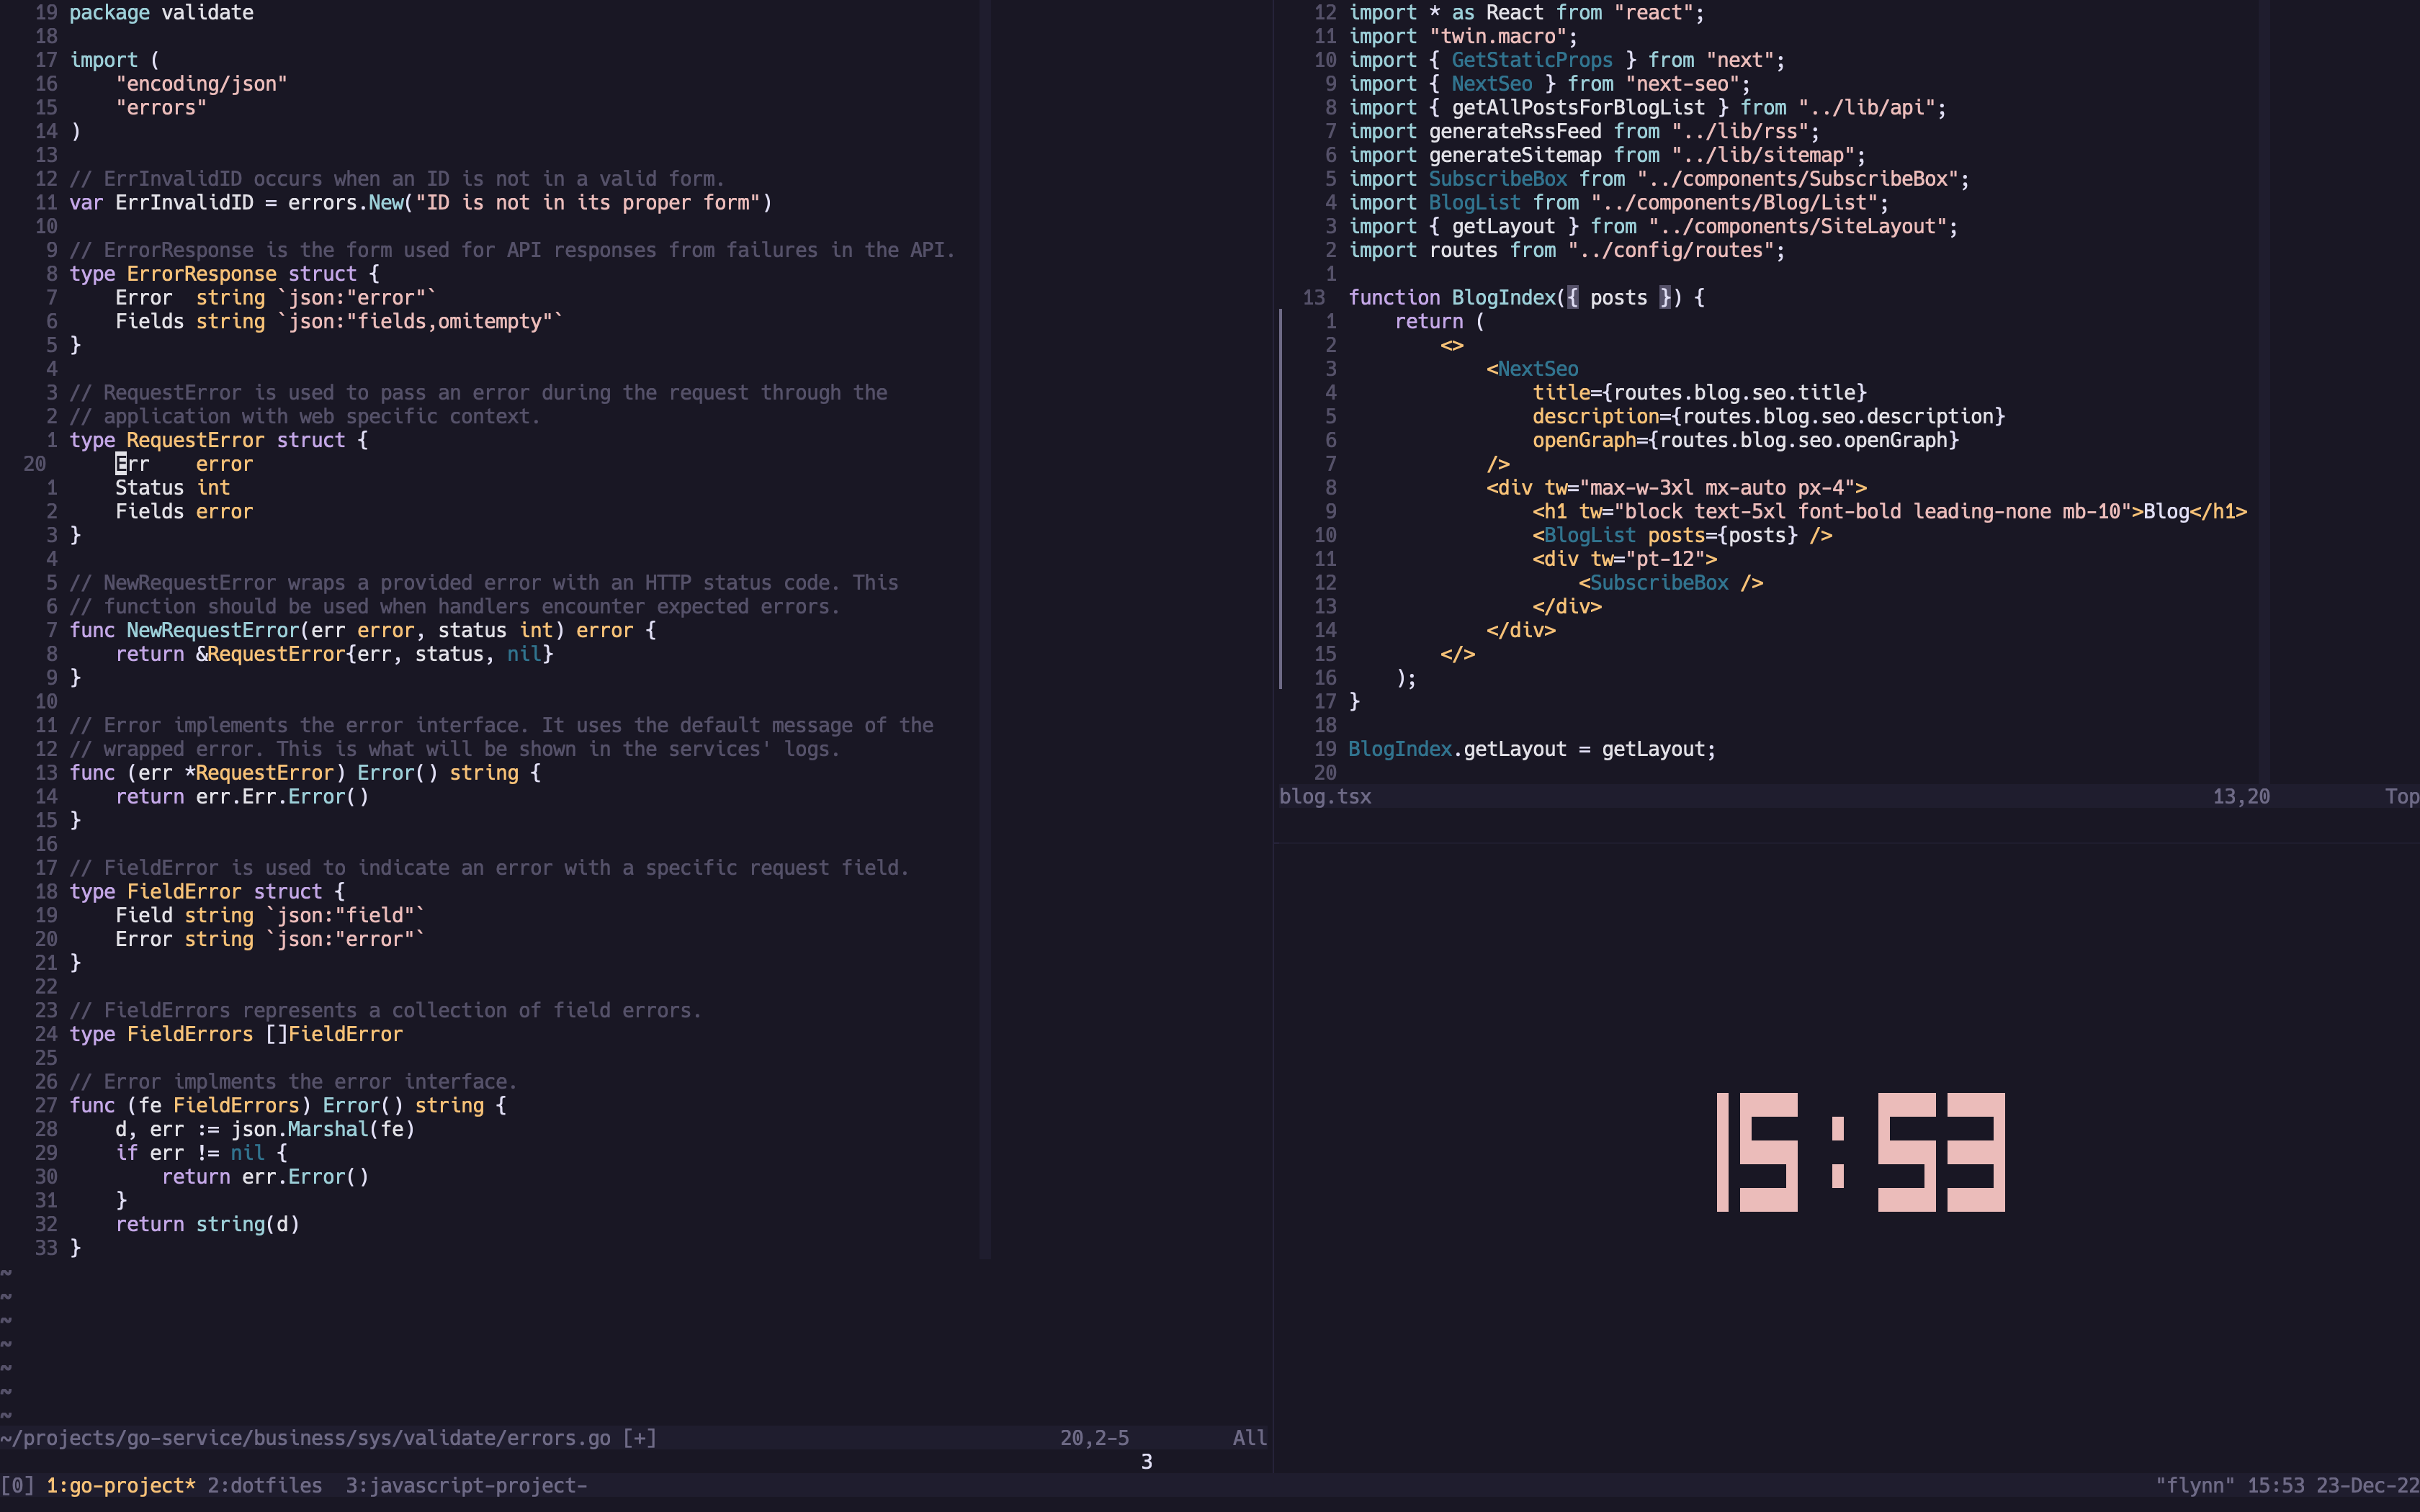 19 package validate
18
17 import (
16     "encoding/json"
15     "errors"
14 )
13
12 // ErrInvalidID occurs when an ID is not in a valid form.
11 var ErrInvalidID = errors.New("ID is not in its proper form")
10
9 // ErrorResponse is the form used for API responses from failures in the API.
8 type ErrorResponse struct {
7     Error  string `json:"error"`
6     Fields string `json:"fields,omitempty"`
5 }
4
3 // RequestError is used to pass an error during the request through the
2 // application with web specific context.
1 type RequestError struct {
20     Err    error
1     Status int
2     Fields error
3 }
4
5 // NewRequestError wraps a provided error with an HTTP status code. This
6 // function should be used when handlers encounter expected errors.
7 func NewRequestError(err error, status int) error {
8     return &RequestError{err, status, nil}
9 }
10
11 // Error implements the error interface. It uses the default message of the
12 // wrapped error. This is what will be shown in the services' logs.
13 func (err *RequestError) Error() string {
14     return err.Err.Error()
15 }
16
17 // FieldError is used to indicate an error with a specific request field.
18 type FieldError struct {
19     Field string `json:"field"`
20     Error string `json:"error"`
21 }
22
23 // FieldErrors represents a collection of field errors.
24 type FieldErrors []FieldError
25
26 // Error implments the error interface.
27 func (fe FieldErrors) Error() string {
28     d, err := json.Marshal(fe)
29     if err != nil {
30         return err.Error()
31     }
32     return string(d)
33 }
~
~
~
~
~
~
~
~/projects/go-service/business/sys/validate/errors.go [+] 20,2-5 All
3
12 import * as React from "react";
11 import "twin.macro";
10 import { GetStaticProps } from "next";
9 import { NextSeo } from "next-seo";
8 import { getAllPostsForBlogList } from "../lib/api";
7 import generateRssFeed from "../lib/rss";
6 import generateSitemap from "../lib/sitemap";
5 import SubscribeBox from "../components/SubscribeBox";
4 import BlogList from "../components/Blog/List";
3 import { getLayout } from "../components/SiteLayout";
2 import routes from "../config/routes";
1
13 function BlogIndex({ posts }) {
1     return (
2         <>
3             <NextSeo
4                 title={routes.blog.seo.title}
5                 description={routes.blog.seo.description}
6                 openGraph={routes.blog.seo.openGraph}
7             />
8             <div tw="max-w-3xl mx-auto px-4">
9                 <h1 tw="block text-5xl font-bold leading-none mb-10">Blog</h1>
10                 <BlogList posts={posts} />
11                 <div tw="pt-12">
12                     <SubscribeBox />
13                 </div>
14             </div>
15         </>
16     );
17 }
18
19 BlogIndex.getLayout = getLayout;
20
blog.tsx 13,20 Top
15:53
[0] 1:go-project* 2:dotfiles  3:javascript-project- "flynn" 15:53 23-Dec-22